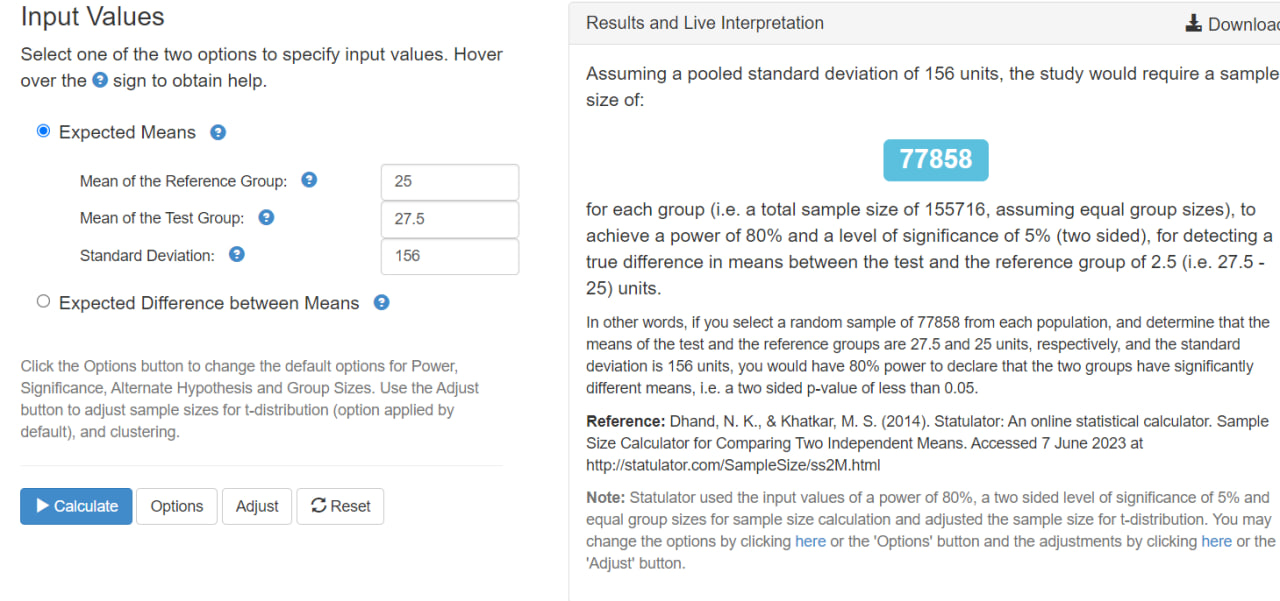 Input Values
Select one of the two options to specify input values. Hover
over the ? sign to obtain help.
Expected Means ?
Mean of the Reference Group: ? 25
Mean of the Test Group: ? 27.5
Standard Deviation: ? 156
Expected Difference between Means ?
Click the Options button to change the default options for Power,
Significance, Alternate Hypothesis and Group Sizes. Use the Adjust
button to adjust sample sizes for t-distribution (option applied by
default), and clustering.
Calculate Options Adjust Reset
Results and Live Interpretation Downloa
Assuming a pooled standard deviation of 156 units, the study would require a sample
size of:
77858
for each group (i.e. a total sample size of 155716, assuming equal group sizes), to
achieve a power of 80% and a level of significance of 5% (two sided), for detecting a
true difference in means between the test and the reference group of 2.5 (i.e. 27.5 -
25) units.
In other words, if you select a random sample of 77858 from each population, and determine that the
means of the test and the reference groups are 27.5 and 25 units, respectively, and the standard
deviation is 156 units, you would have 80% power to declare that the two groups have significantly
different means, i.e. a two sided p-value of less than 0.05.
Reference: Dhand, N. K., & Khatkar, M. S. (2014). Statulator: An online statistical calculator. Sample
Size Calculator for Comparing Two Independent Means. Accessed 7 June 2023 at
http://statulator.com/SampleSize/ss2M.html
Note: Statulator used the input values of a power of 80%, a two sided level of significance of 5% and
equal group sizes for sample size calculation and adjusted the sample size for t-distribution. You may
change the options by clicking here or the 'Options' button and the adjustments by clicking here or the
'Adjust' button.